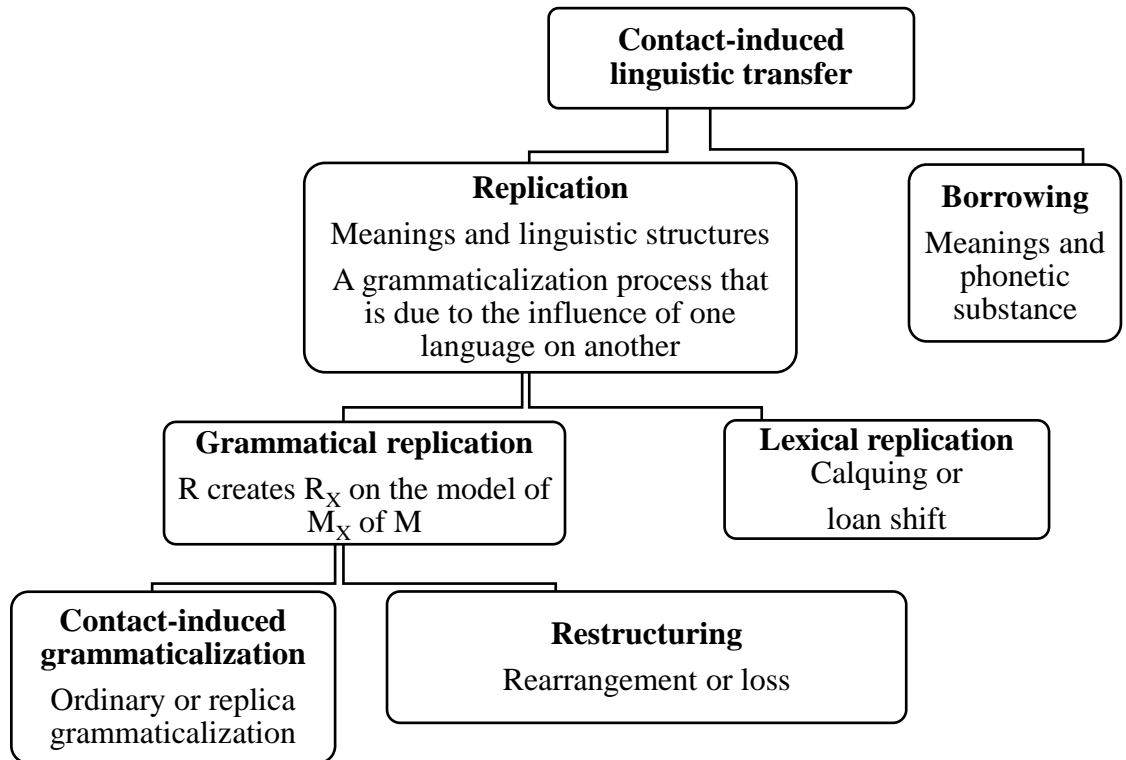 Contact-induced
linguistic transfer
Replication
Meanings and linguistic structures
A grammaticalization process that
is due to the influence of one
language on another
Borrowing
Meanings and
phonetic
substance
Grammatical replication
R creates R_X on the model of
M_X of M
Lexical replication
Calquing or
loan shift
Contact-induced
grammaticalization
Ordinary or replica
grammaticalization
Restructuring
Rearrangement or loss